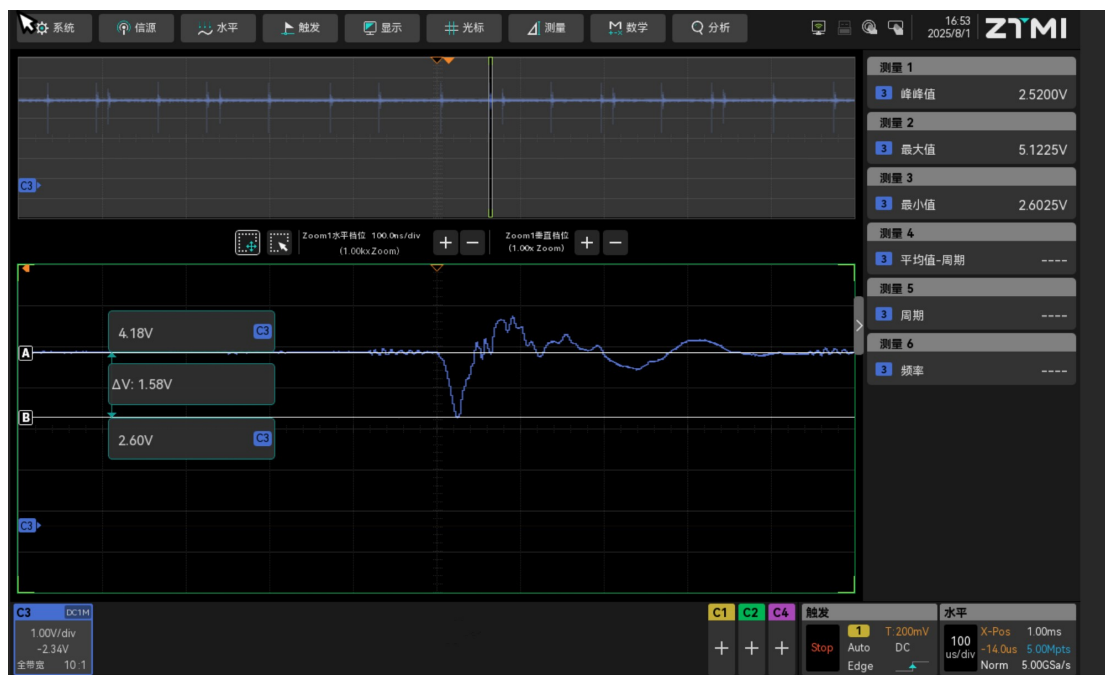 系统 信源 水平 触发 显示 光标 测量 数学 分析 16:53 2025/8/1 ZTMI
测量 1
3 峰峰值 2.5200V
测量 2
3 最大值 5.1225V
测量 3
3 最小值 2.6025V
测量 4
3 平均值-周期 ----
测量 5
3 周期 ----
测量 6
3 频率 ----
C3
Zoom1水平档位 100.0ns/div
(1.00kxZoom)
+ −
Zoom1垂直档位
(1.00x Zoom)
+ −
4.18V C3
A
ΔV: 1.58V
B
2.60V C3
C3
C3 DC1M
1.00V/div
-2.34V
全带宽 10:1
C1 C2 C4
+ + +
触发
Stop
1 T:200mV
Auto DC
Edge
水平
100
us/div
X-Pos 1.00ms
-14.0us 5.00Mpts
Norm 5.00GSa/s